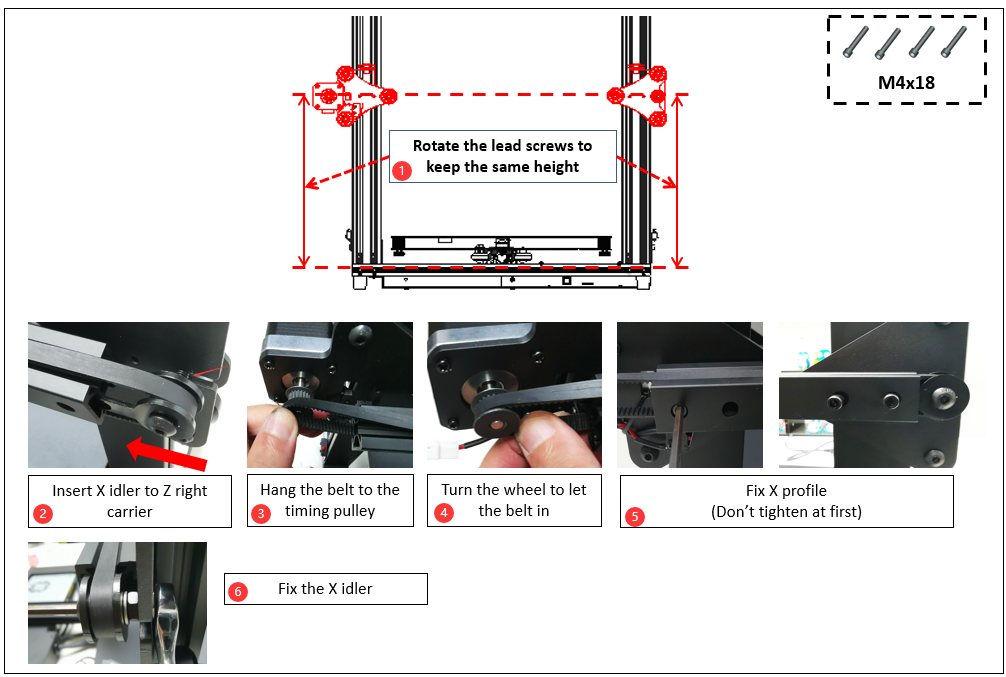 M4x18
Rotate the lead screws to
keep the same height
1
Insert X idler to Z right
carrier
2
Hang the belt to the
timing pulley
3
Turn the wheel to let
the belt in
4
Fix X profile
(Don't tighten at first)
5
6
Fix the X idler